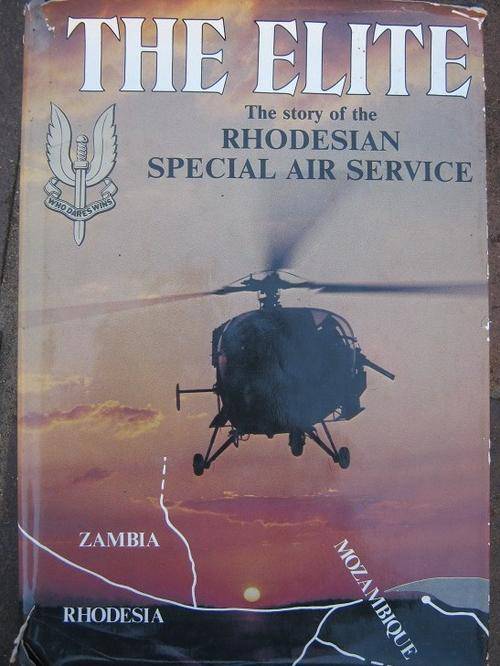 THE ELITE
The story of the
RHODESIAN
SPECIAL AIR SERVICE
WHO DARES WINS
ZAMBIA
MOZAMBIQUE
RHODESIA